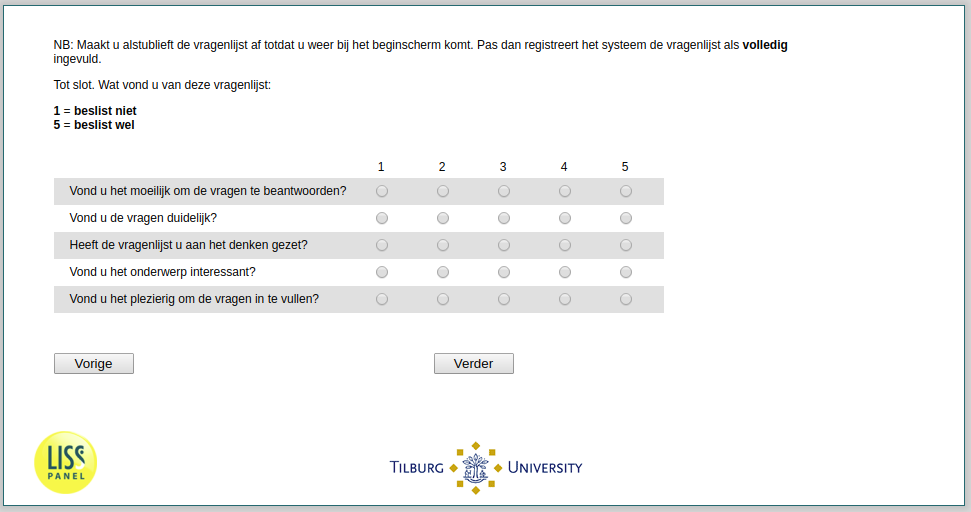 NB: Maakt u alstublieft de vragenlijst af totdat u weer bij het beginscherm komt. Pas dan registreert het systeem de vragenlijst als volledig
ingevuld.
Tot slot. Wat vond u van deze vragenlijst:
1 = beslist niet
5 = beslist wel
1 2 3 4 5
Vond u het moeilijk om de vragen te beantwoorden?
Vond u de vragen duidelijk?
Heeft de vragenlijst u aan het denken gezet?
Vond u het onderwerp interessant?
Vond u het plezierig om de vragen in te vullen?
Vorige Verder
LISS
PANEL
TILBURG UNIVERSITY